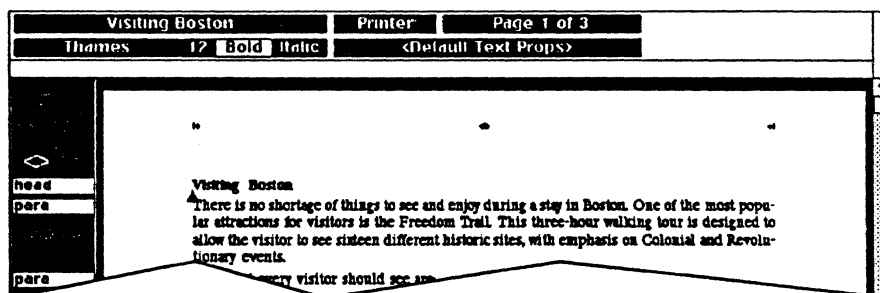 Visiting Boston Printer Page 1 of 3
Thames 12 Bold Italic <Default Text Props>
head Visiting Boston
para There is no shortage of things to see and enjoy during a stay in Boston. One of the most popu-
lar attractions for visitors is the Freedom Trail. This three-hour walking tour is designed to
allow the visitor to see sixteen different historic sites, with emphasis on Colonial and Revolu-
tionary events.
para every visitor should see are